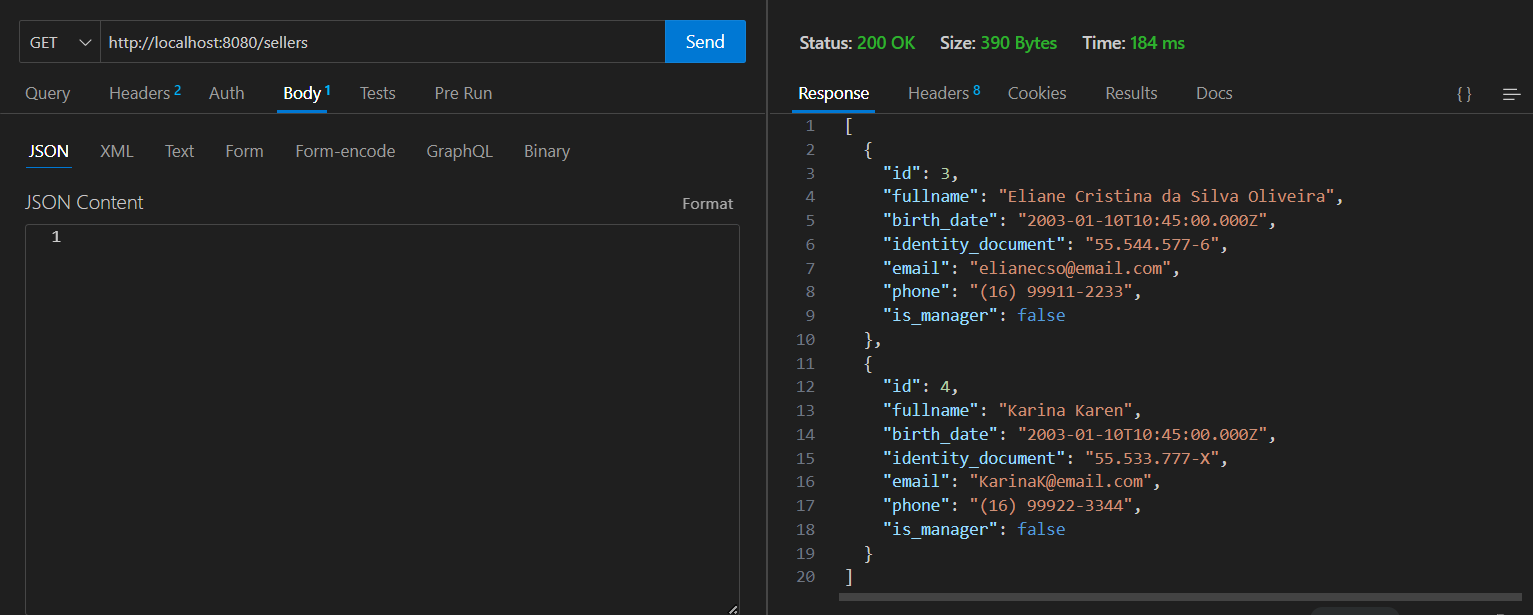 GET http://localhost:8080/sellers Send
Query Headers 2 Auth Body 1 Tests Pre Run
JSON XML Text Form Form-encode GraphQL Binary
JSON Content Format
1
Status: 200 OK Size: 390 Bytes Time: 184 ms
Response Headers 8 Cookies Results Docs { }
1 [
2 {
3 "id": 3,
4 "fullname": "Eliane Cristina da Silva Oliveira",
5 "birth_date": "2003-01-10T10:45:00.000Z",
6 "identity_document": "55.544.577-6",
7 "email": "elianecso@email.com",
8 "phone": "(16) 99911-2233",
9 "is_manager": false
10 },
11 {
12 "id": 4,
13 "fullname": "Karina Karen",
14 "birth_date": "2003-01-10T10:45:00.000Z",
15 "identity_document": "55.533.777-X",
16 "email": "KarinaK@email.com",
17 "phone": "(16) 99922-3344",
18 "is_manager": false
19 }
20 ]